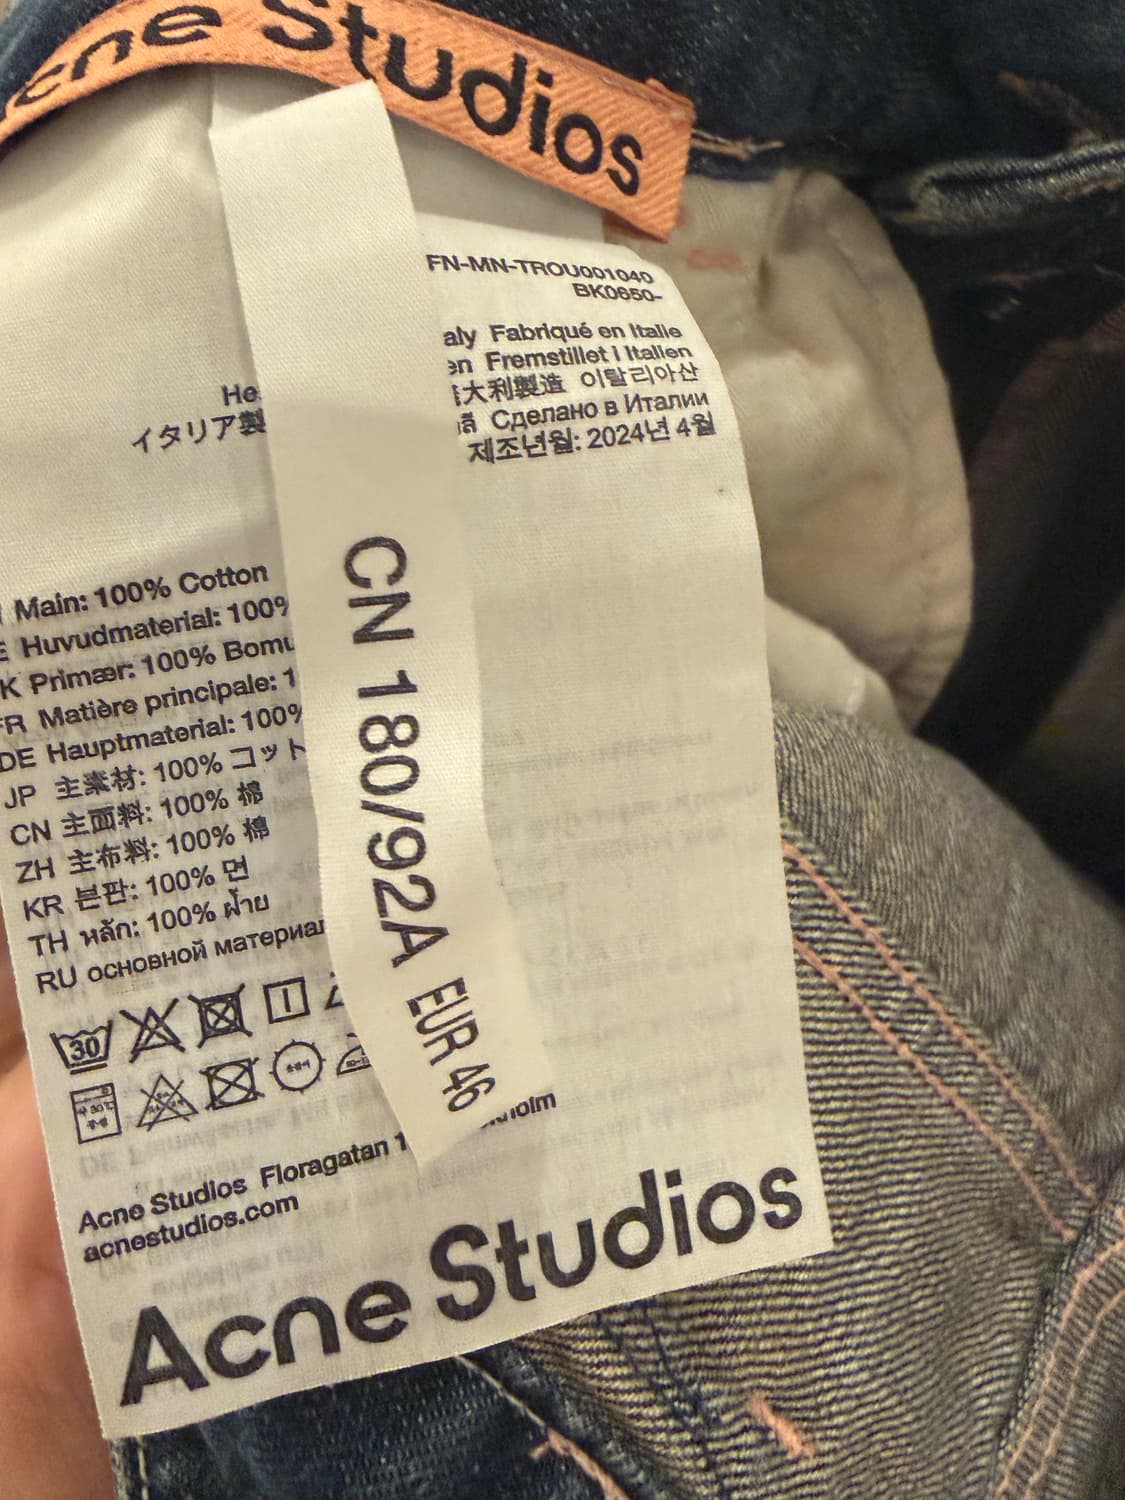 cne Studios
FN-MN-TROU001040
BK0650-
aly Fabriqué en Italie
en Fremstillet i Italien
大利製造 이탈리아산
Сделано в Италии
제조년월: 2024년 4월
He
イタリア製
Main: 100% Cotton
E Huvudmaterial: 100%
K Primær: 100% Bomu
FR Matière principale: 1
DE Hauptmaterial: 100%
JP 主素材: 100% コット
CN 主面料: 100% 棉
ZH 主布料: 100% 棉
KR 본판: 100% 면
TH หลัก: 100% ฝ้าย
RU основной материал
30
CN 180/92A EUR 46
Acne Studios Floragatan 1 holm
acnestudios.com
Acne Studios